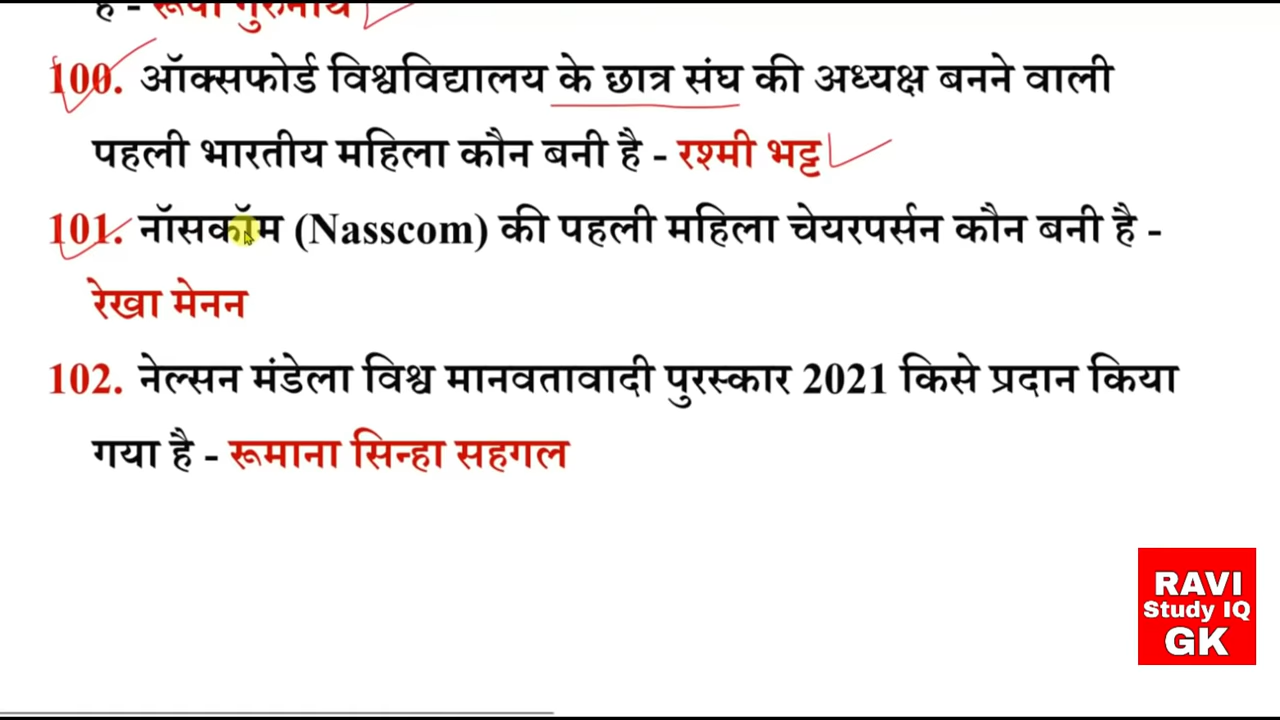 है - रूपा गुरुनाथ
100. ऑक्सफोर्ड विश्वविद्यालय के छात्र संघ की अध्यक्ष बनने वाली
पहली भारतीय महिला कौन बनी है - रश्मी भट्ट
101. नॉसकॉम (Nasscom) की पहली महिला चेयरपर्सन कौन बनी है -
रेखा मेनन
102. नेल्सन मंडेला विश्व मानवतावादी पुरस्कार 2021 किसे प्रदान किया
गया है - रूमाना सिन्हा सहगल
RAVI
Study IQ
GK